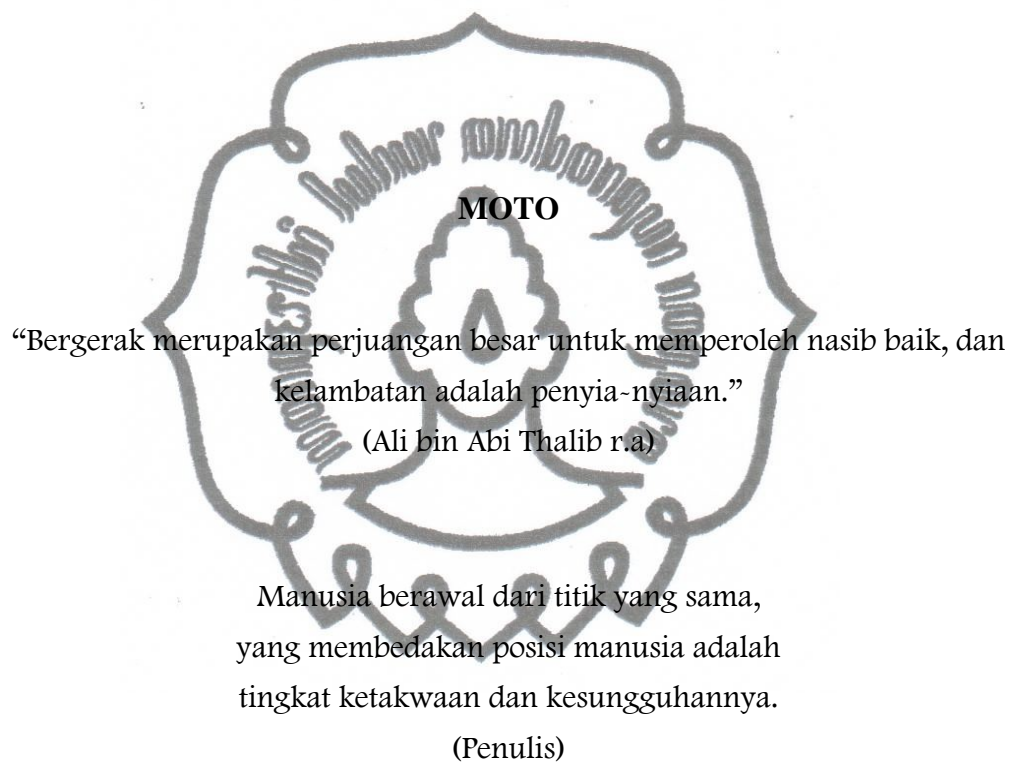 MOTO
“Bergerak merupakan perjuangan besar untuk memperoleh nasib baik, dan
kelambatan adalah penyia-nyiaan.”
(Ali bin Abi Thalib r.a)
Manusia berawal dari titik yang sama,
yang membedakan posisi manusia adalah
tingkat ketakwaan dan kesungguhannya.
(Penulis)